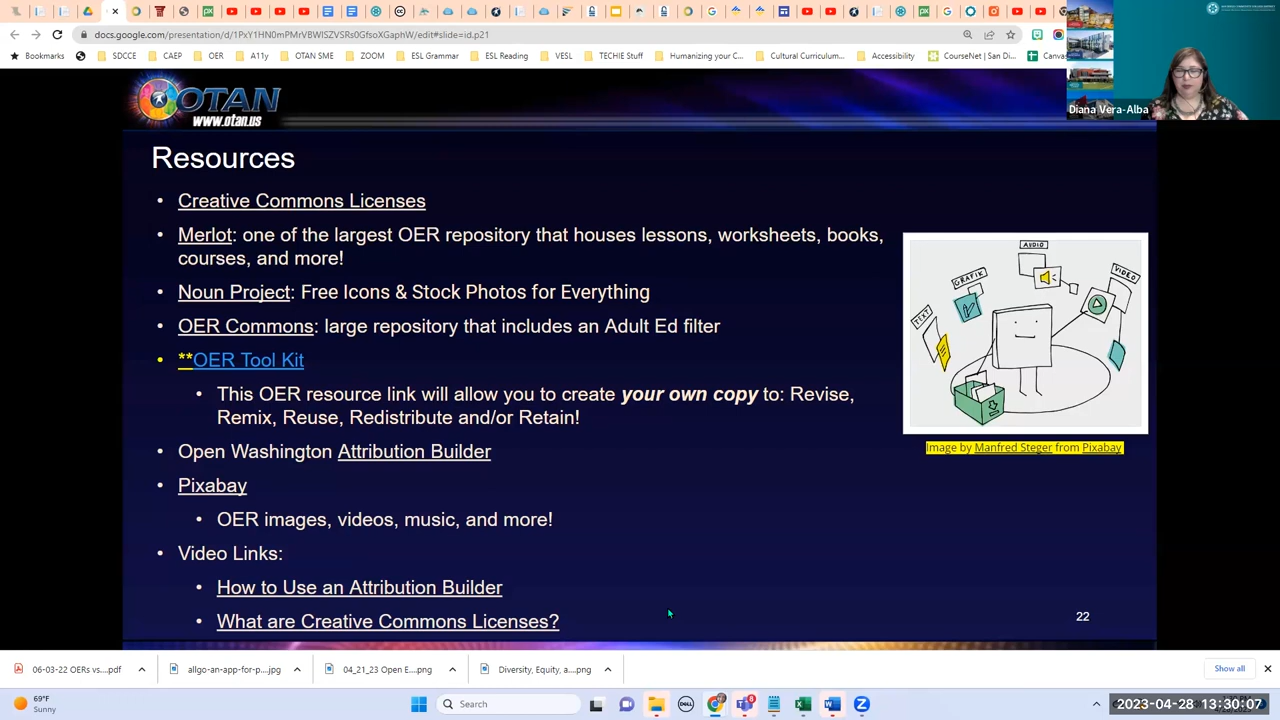 docs.google.com/presentation/d/
edit#slide=id.p21
Bookmarks
SDCCE
CAEP
OER
A11y
OTAN Surv
ESL Grammar
ESL Reading
VESL
TECHIE Stuff
Humanizing your C...
Cultural Curriculum...
Accessibility
CourseNet | San Di...
Canvas
Diana Vera-Alba
OTAN
www.otan.us
Resources
• Creative Commons Licenses
• Merlot: one of the largest OER repository that houses lessons, worksheets, books,
courses, and more!
• Noun Project: Free Icons & Stock Photos for Everything
• OER Commons: large repository that includes an Adult Ed filter
• **OER Tool Kit
• This OER resource link will allow you to create your own copy to: Revise,
Remix, Reuse, Redistribute and/or Retain!
• Open Washington Attribution Builder
• Pixabay
• OER images, videos, music, and more!
• Video Links:
• How to Use an Attribution Builder
• What are Creative Commons Licenses?
TEXT
GRAFIK
AUDIO
VIDEO
Image by Manfred Steger from Pixabay
22
06-03-22 OERs vs....pdf
allgo-an-app-for-p....jpg
04_21_23 Open E....png
Diversity, Equity, a....png
Show all
69°F
Sunny
Search
DELL
2023-04-28 13:30:07